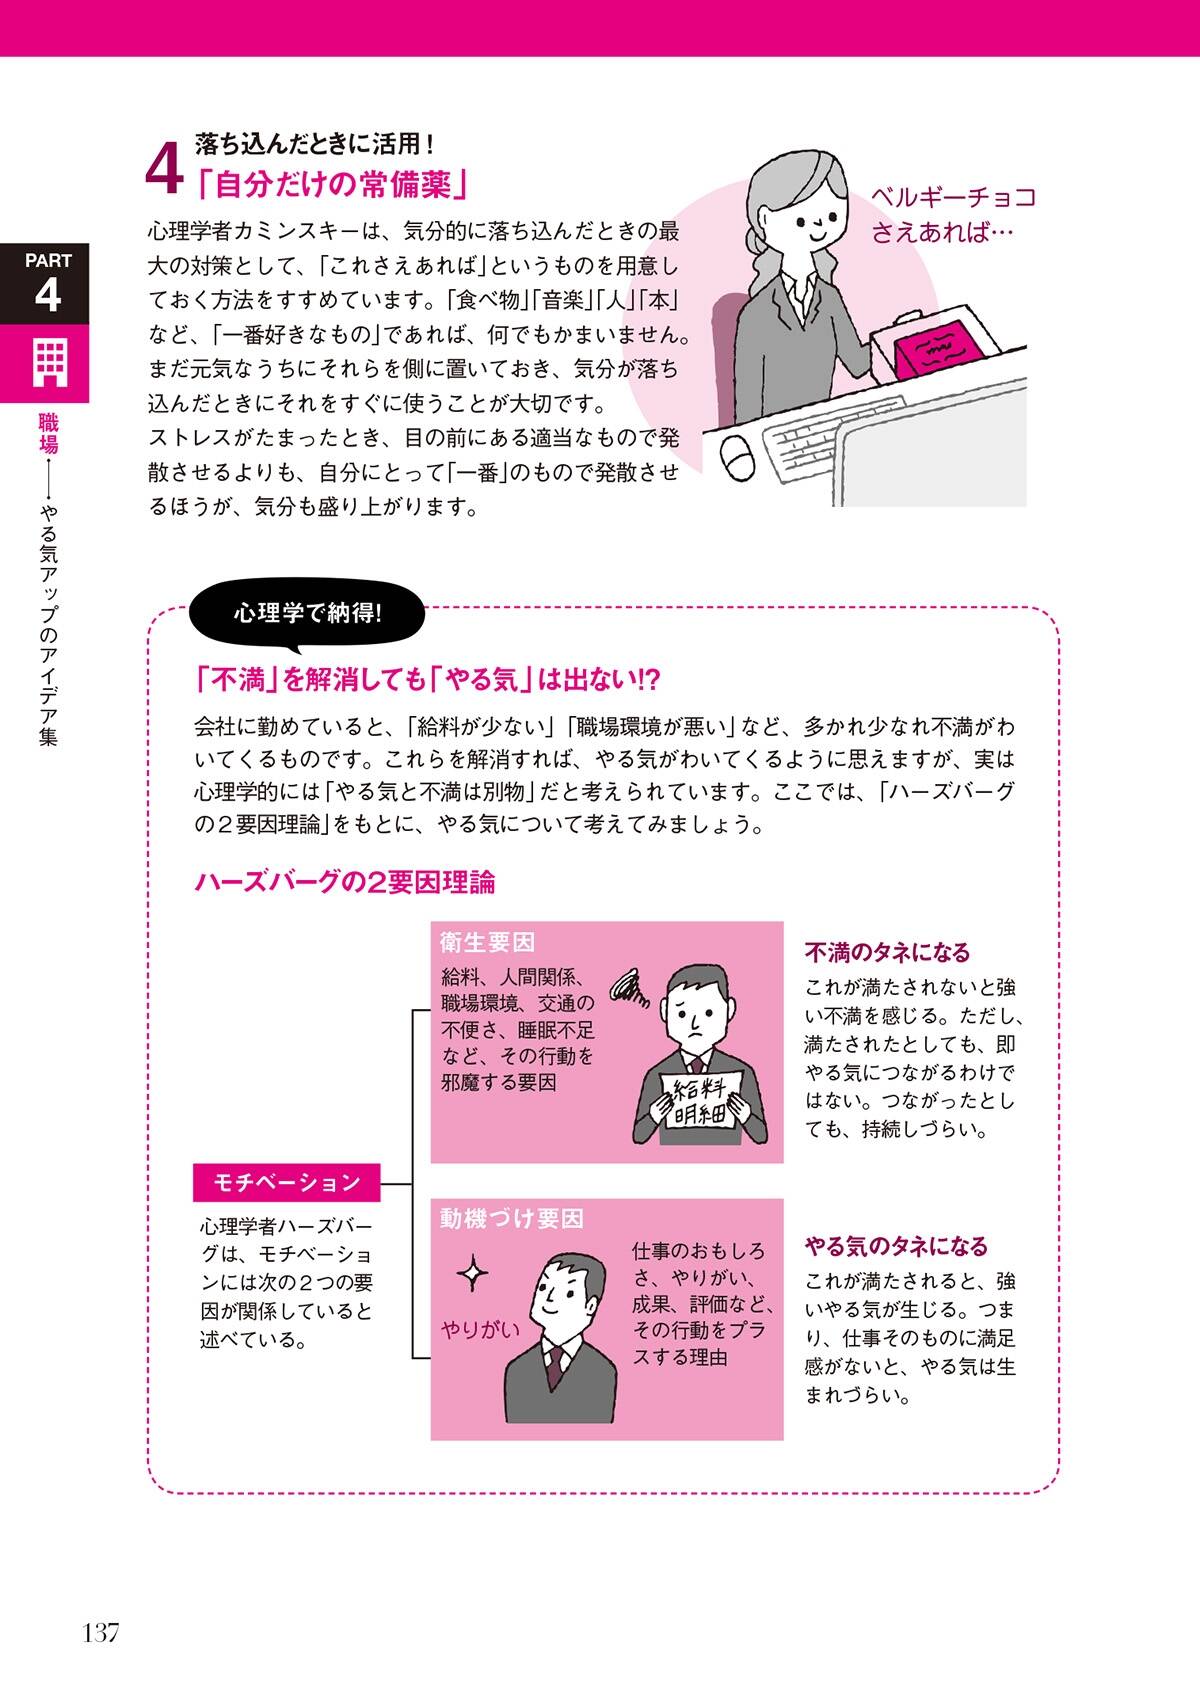 PART
4
職場
やる気アップのアイデア集
4
落ち込んだときに活用！
「自分だけの常備薬」
心理学者カミンスキーは、気分的に落ち込んだときの最
大の対策として、「これさえあれば」というものを用意し
ておく方法をすすめています。「食べ物」「音楽」「人」「本」
など、「一番好きなもの」であれば、何でもかまいません。
まだ元気なうちにそれらを側に置いておき、気分が落ち
込んだときにそれをすぐに使うことが大切です。
ストレスがたまったとき、目の前にある適当なもので発
散させるよりも、自分にとって「一番」のもので発散させ
るほうが、気分も盛り上がります。
ベルギーチョコ
さえあれば…
心理学で納得!
「不満」を解消しても「やる気」は出ない!?
会社に勤めていると、「給料が少ない」「職場環境が悪い」など、多かれ少なれ不満がわ
いてくるものです。これらを解消すれば、やる気がわいてくるように思えますが、実は
心理学的には「やる気と不満は別物」だと考えられています。ここでは、「ハーズバーグ
の２要因理論」をもとに、やる気について考えてみましょう。
ハーズバーグの2要因理論
モチベーション
心理学者ハーズバー
グは、モチベーショ
ンには次の２つの要
因が関係していると
述べている。
衛生要因
給料、人間関係、
職場環境、交通の
不便さ、睡眠不足
など、その行動を
邪魔する要因
給料
明細
不満のタネになる
これが満たされないと強
い不満を感じる。ただし、
満たされたとしても、即
やる気につながるわけで
はない。つながったとし
ても、持続しづらい。
動機づけ要因
やりがい
仕事のおもしろ
さ、やりがい、
成果、評価など、
その行動をプラ
スする理由
やる気のタネになる
これが満たされると、強
いやる気が生じる。つま
り、仕事そのものに満足
感がないと、やる気は生
まれづらい。
137